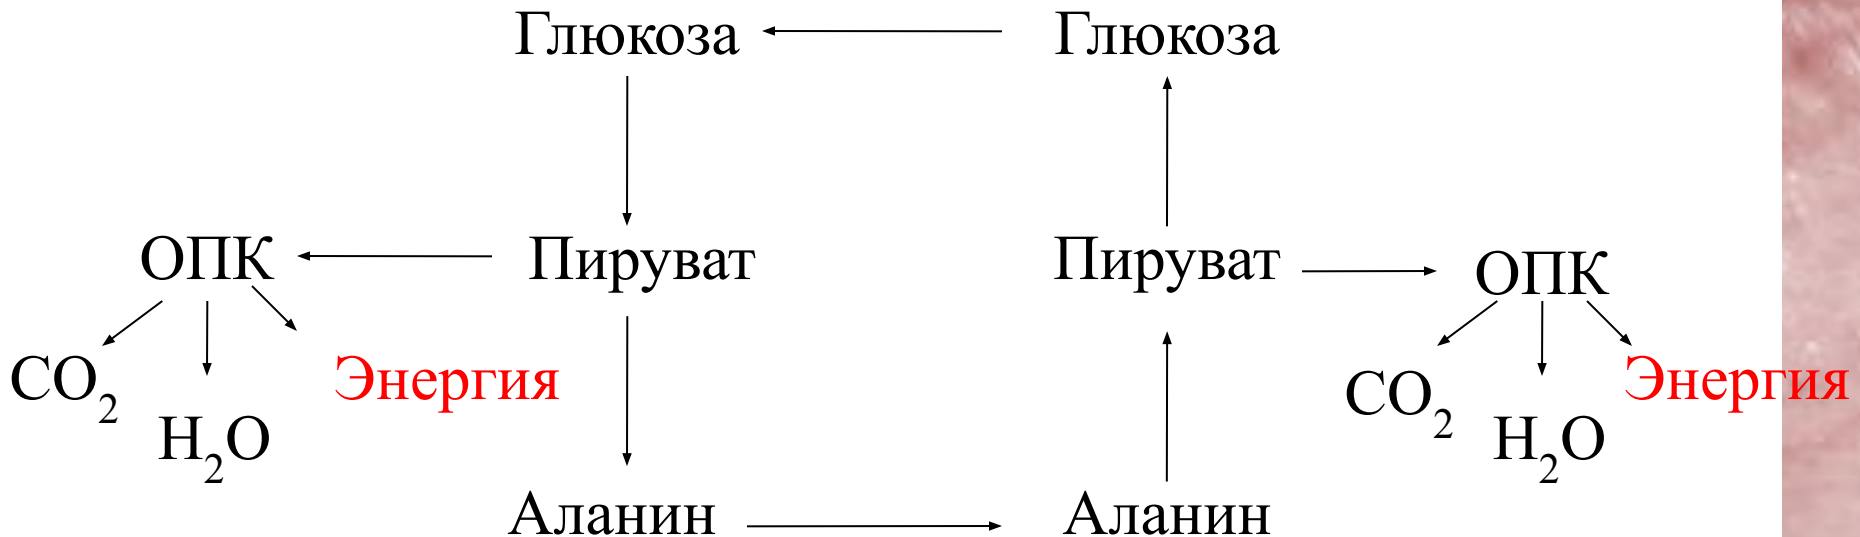 Глюкоза Глюкоза
ОПК Пируват Пируват ОПК
CO2 H2O Энергия CO2 H2O Энергия
Аланин Аланин